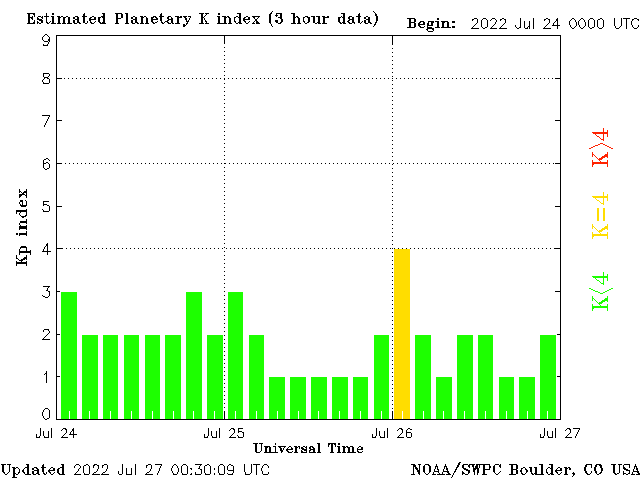 Estimated Planetary K index (3 hour data)
Begin: 2022 Jul 24 0000 UTC
9
8
7
6
5
4
3
2
1
0
Kp index
K>4
K=4
K<4
Jul 24
Jul 25
Jul 26
Jul 27
Universal Time
Updated 2022 Jul 27 00:30:09 UTC
NOAA/SWPC Boulder, CO USA